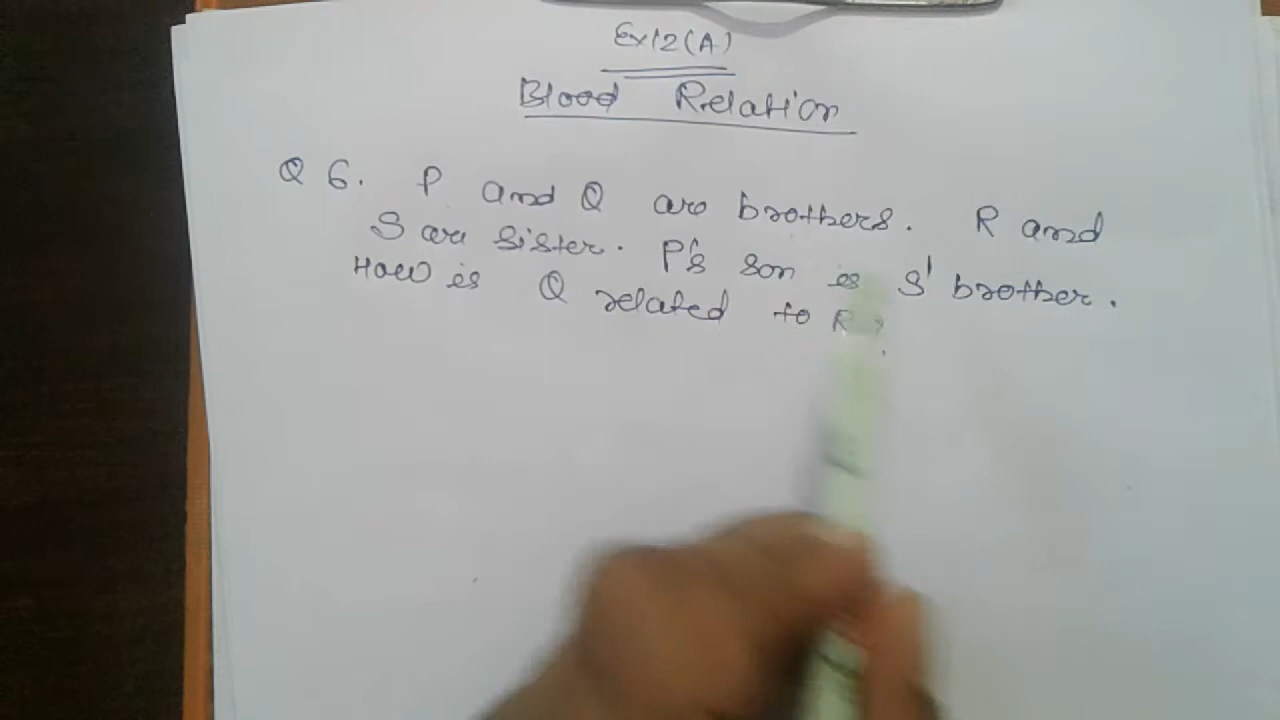 Ex12(A)
Blood Relation
Q 6. P and Q are brothers. R and
S are sister. P's son is S' brother.
How is Q related to R?